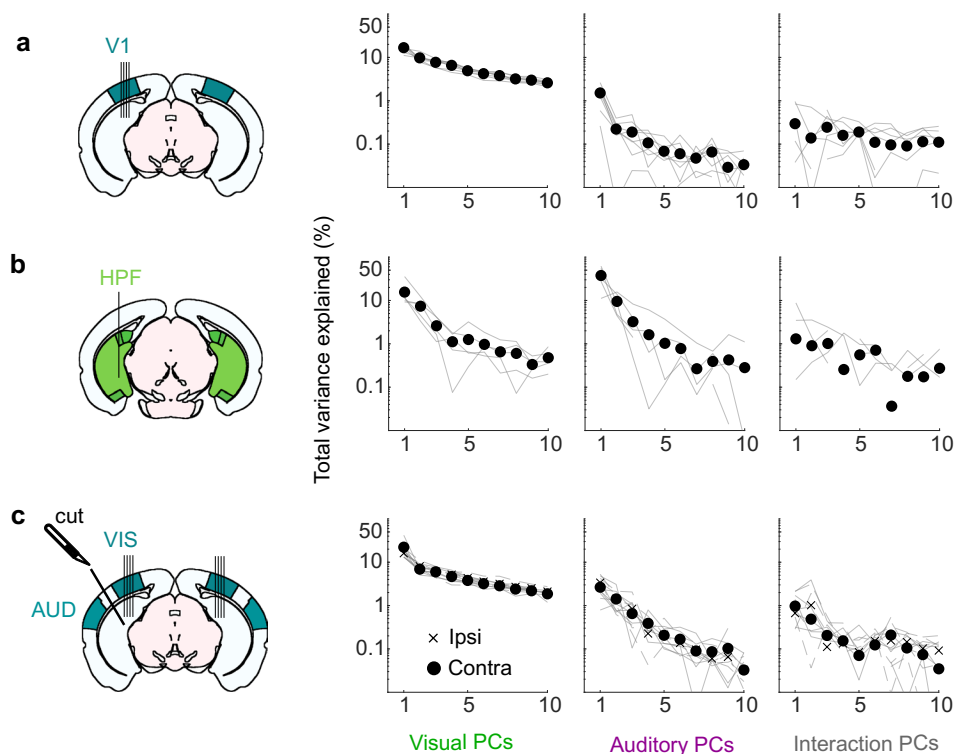 a
V1
50
10
1
0.1
1 5 10
1 5 10
1 5 10
b
HPF
Total variance explained (%)
50
10
1
0.1
1 5 10
1 5 10
1 5 10
c
cut
VIS
AUD
50
10
1
0.1
× Ipsi
● Contra
1 5 10
1 5 10
1 5 10
Visual PCs
Auditory PCs
Interaction PCs